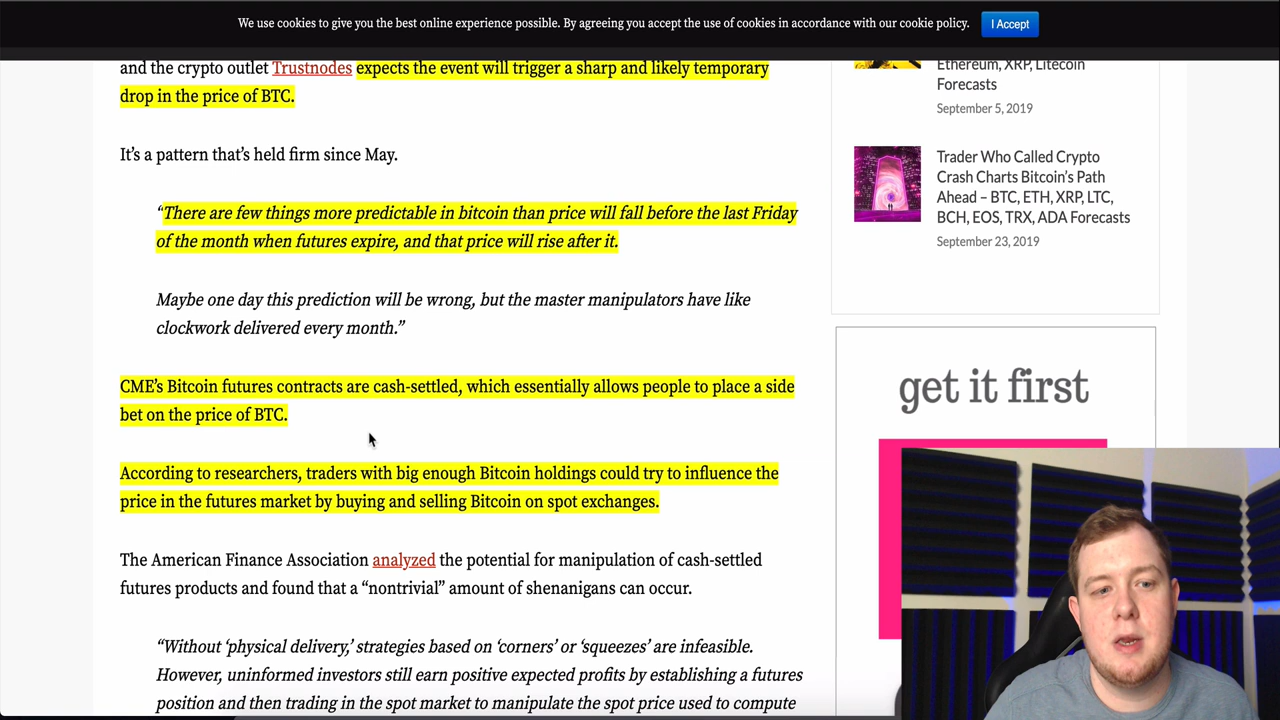 We use cookies to give you the best online experience possible. By agreeing you accept the use of cookies in accordance with our cookie policy.
I Accept
and the crypto outlet Trustnodes expects the event will trigger a sharp and likely temporary
drop in the price of BTC.
It’s a pattern that’s held firm since May.
“There are few things more predictable in bitcoin than price will fall before the last Friday
of the month when futures expire, and that price will rise after it.
Maybe one day this prediction will be wrong, but the master manipulators have like
clockwork delivered every month.”
CME’s Bitcoin futures contracts are cash-settled, which essentially allows people to place a side
bet on the price of BTC.
According to researchers, traders with big enough Bitcoin holdings could try to influence the
price in the futures market by buying and selling Bitcoin on spot exchanges.
The American Finance Association analyzed the potential for manipulation of cash-settled
futures products and found that a “nontrivial” amount of shenanigans can occur.
“Without ‘physical delivery,’ strategies based on ‘corners’ or ‘squeezes’ are infeasible.
However, uninformed investors still earn positive expected profits by establishing a futures
position and then trading in the spot market to manipulate the spot price used to compute
Ethereum, XRP, Litecoin
Forecasts
September 5, 2019
Trader Who Called Crypto
Crash Charts Bitcoin’s Path
Ahead – BTC, ETH, XRP, LTC,
BCH, EOS, TRX, ADA Forecasts
September 23, 2019
get it first